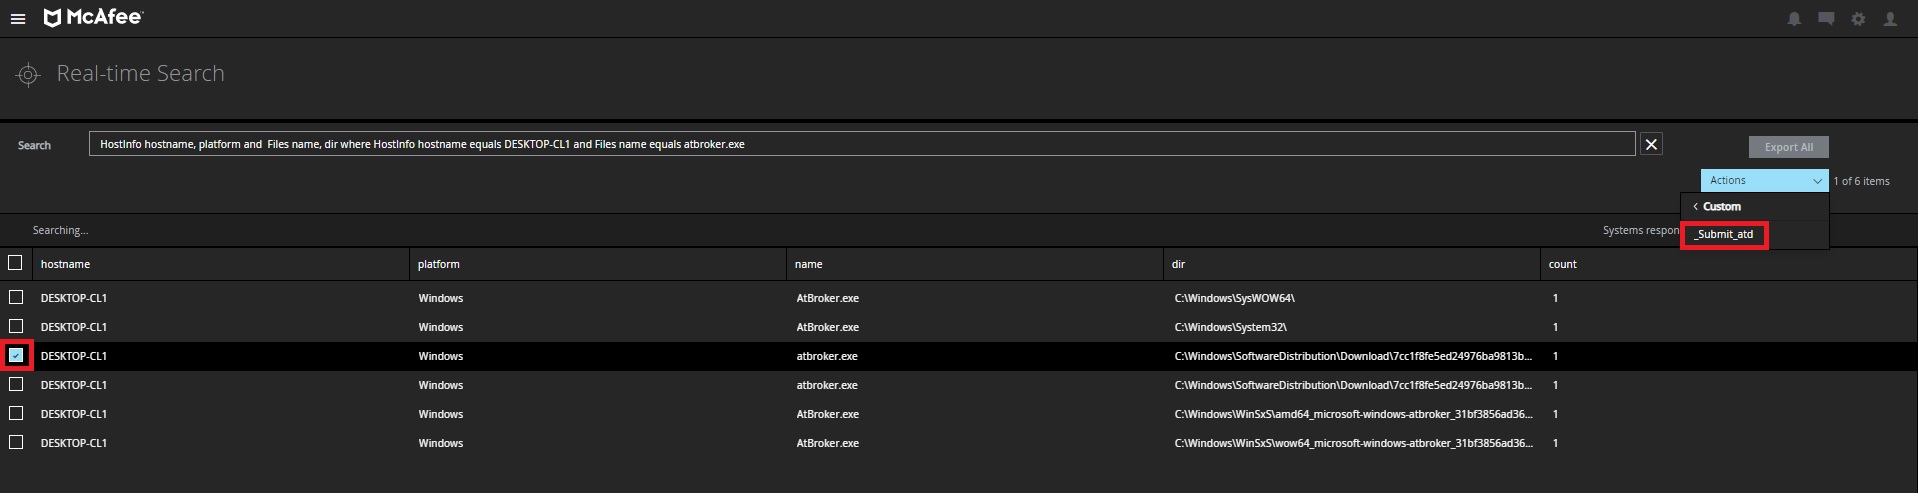 McAfee™
Real-time Search
Search HostInfo hostname, platform and Files name, dir where HostInfo hostname equals DESKTOP-CL1 and Files name equals atbroker.exe Export All
Actions 1 of 6 items
Custom
Searching... Systems respon _Submit_atd
hostname platform name dir count
DESKTOP-CL1 Windows AtBroker.exe C:\Windows\SysWOW64\ 1
DESKTOP-CL1 Windows AtBroker.exe C:\Windows\System32\ 1
DESKTOP-CL1 Windows atbroker.exe C:\Windows\SoftwareDistribution\Download\7cc1f8fe5ed24976ba9813b... 1
DESKTOP-CL1 Windows atbroker.exe C:\Windows\SoftwareDistribution\Download\7cc1f8fe5ed24976ba9813b... 1
DESKTOP-CL1 Windows AtBroker.exe C:\Windows\WinSxS\amd64_microsoft-windows-atbroker_31bf3856ad36... 1
DESKTOP-CL1 Windows AtBroker.exe C:\Windows\WinSxS\wow64_microsoft-windows-atbroker_31bf3856ad36... 1